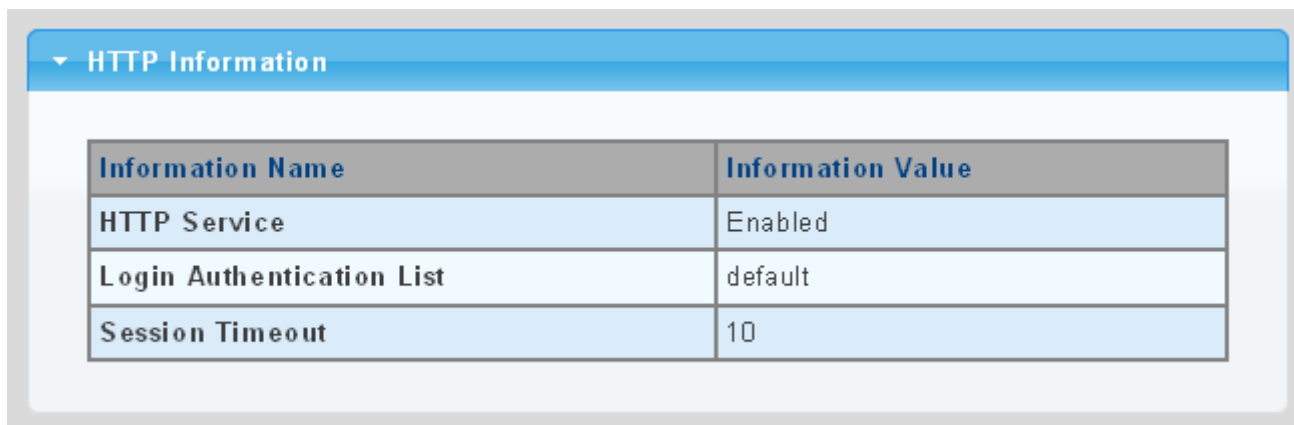 HTTP Information
Information Name Information Value
HTTP Service Enabled
Login Authentication List default
Session Timeout 10